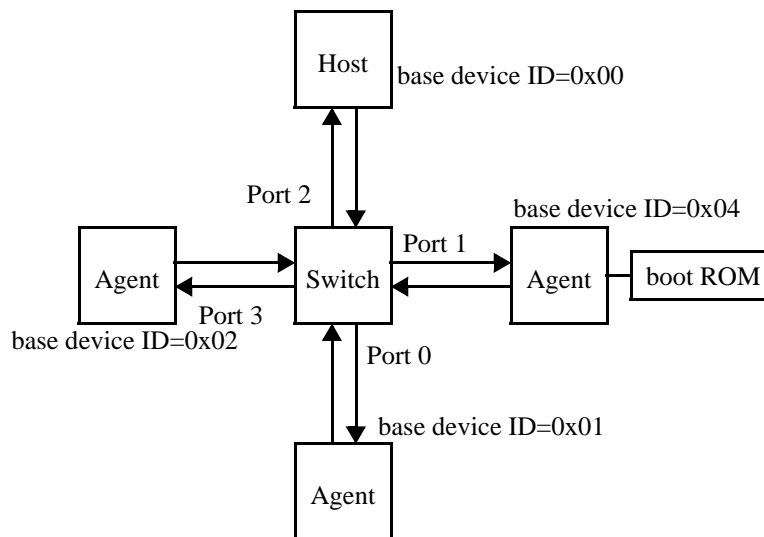 Host
base device ID=0x00
Port 2
base device ID=0x04
Port 1
Agent
Switch
Agent
boot ROM
Port 3
base device ID=0x02
Port 0
base device ID=0x01
Agent